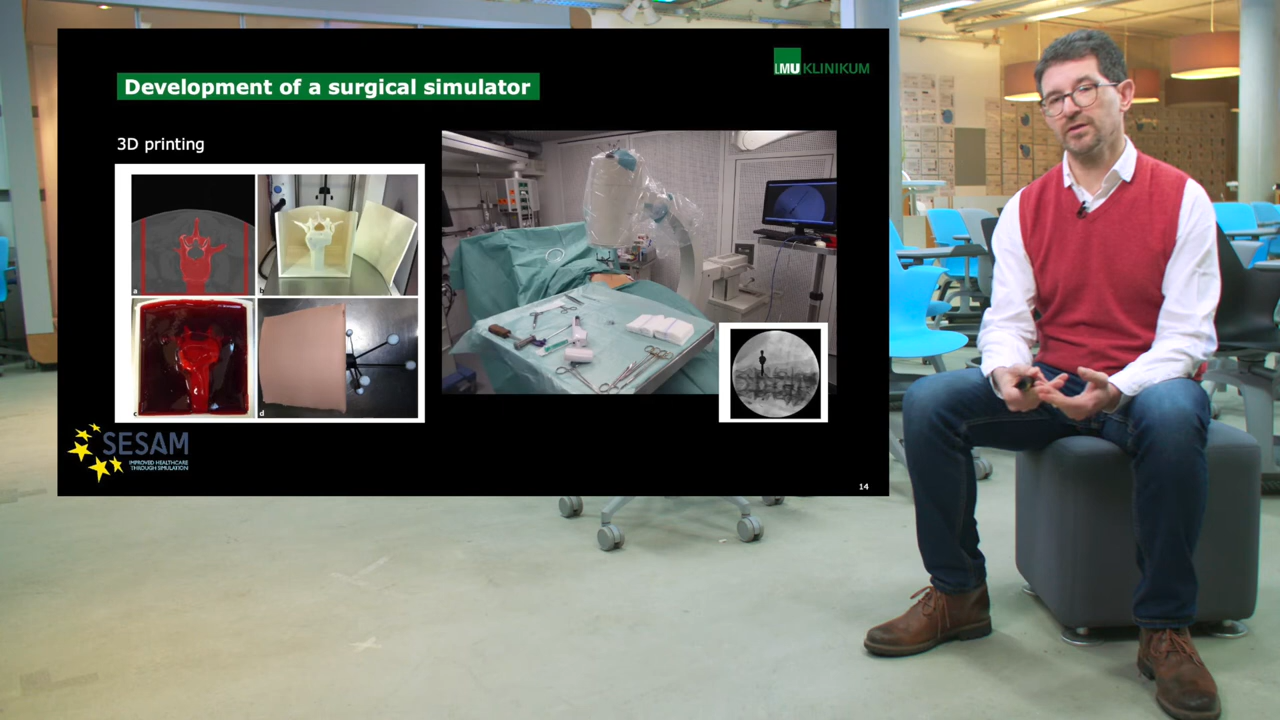 Development of a surgical simulator
LMU KLINIKUM
3D printing
a
b
c
d
SESAM
IMPROVED HEALTHCARE
THROUGH SIMULATION
14